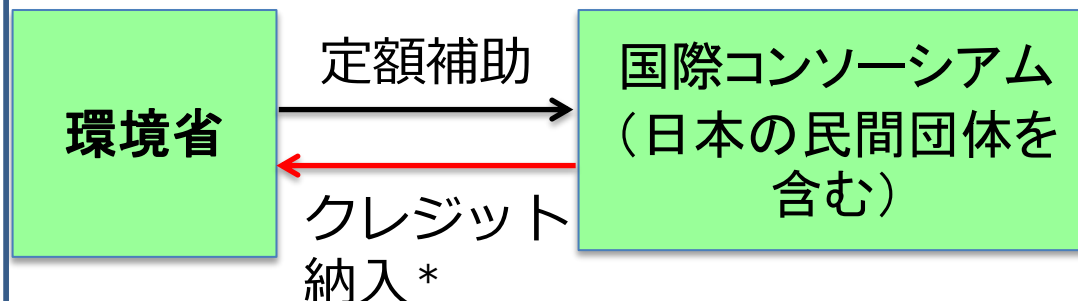 環境省
定額補助
クレジット
納入*
国際コンソーシアム
（日本の民間団体を
含む）